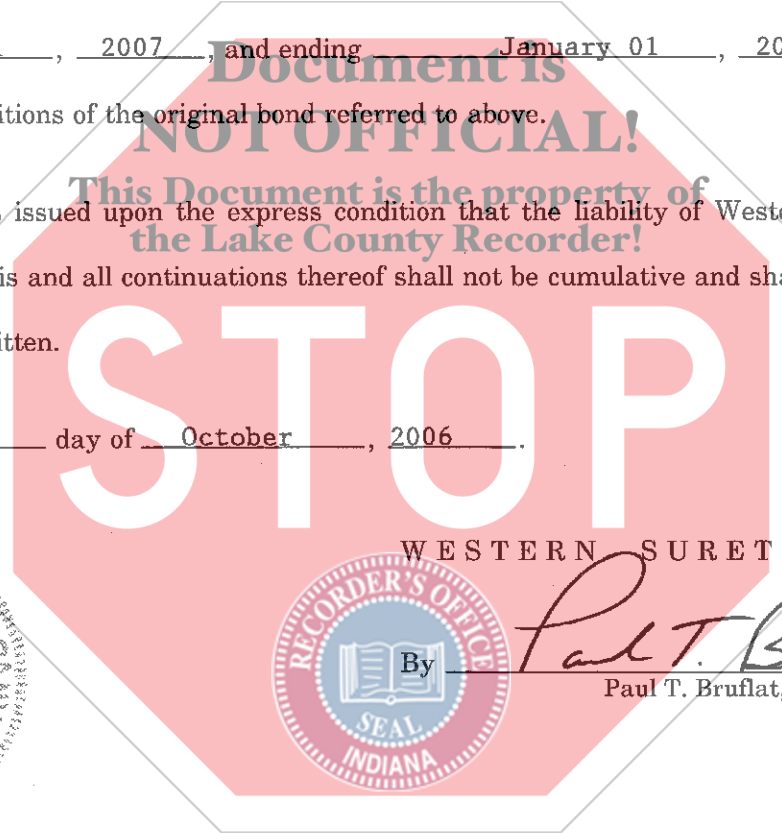 , 2007, and ending January 01, 20
Document is
itions of the original bond referred to above.
NOT OFFICIAL!
This Document is the property of
issued upon the express condition that the liability of West
the Lake County Recorder!
is and all continuations thereof shall not be cumulative and sh
itten.
STOP
day of October, 2006.
WESTERN SURET
RECORDER'S OFFICE
SEAL
INDIANA
By Paul T. B
Paul T. Bruflat,